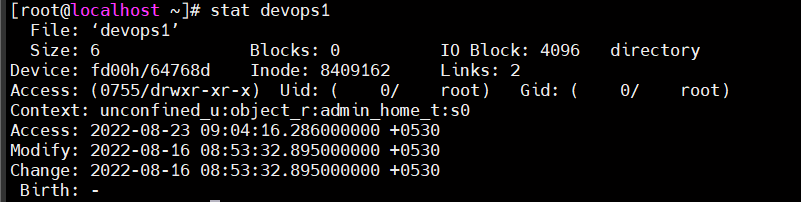 [root@localhost ~]# stat devops1
  File: ‘devops1’
  Size: 6               Blocks: 0          IO Block: 4096   directory
Device: fd00h/64768d    Inode: 8409162     Links: 2
Access: (0755/drwxr-xr-x)  Uid: (    0/    root)   Gid: (    0/    root)
Context: unconfined_u:object_r:admin_home_t:s0
Access: 2022-08-23 09:04:16.286000000 +0530
Modify: 2022-08-16 08:53:32.895000000 +0530
Change: 2022-08-16 08:53:32.895000000 +0530
 Birth: -